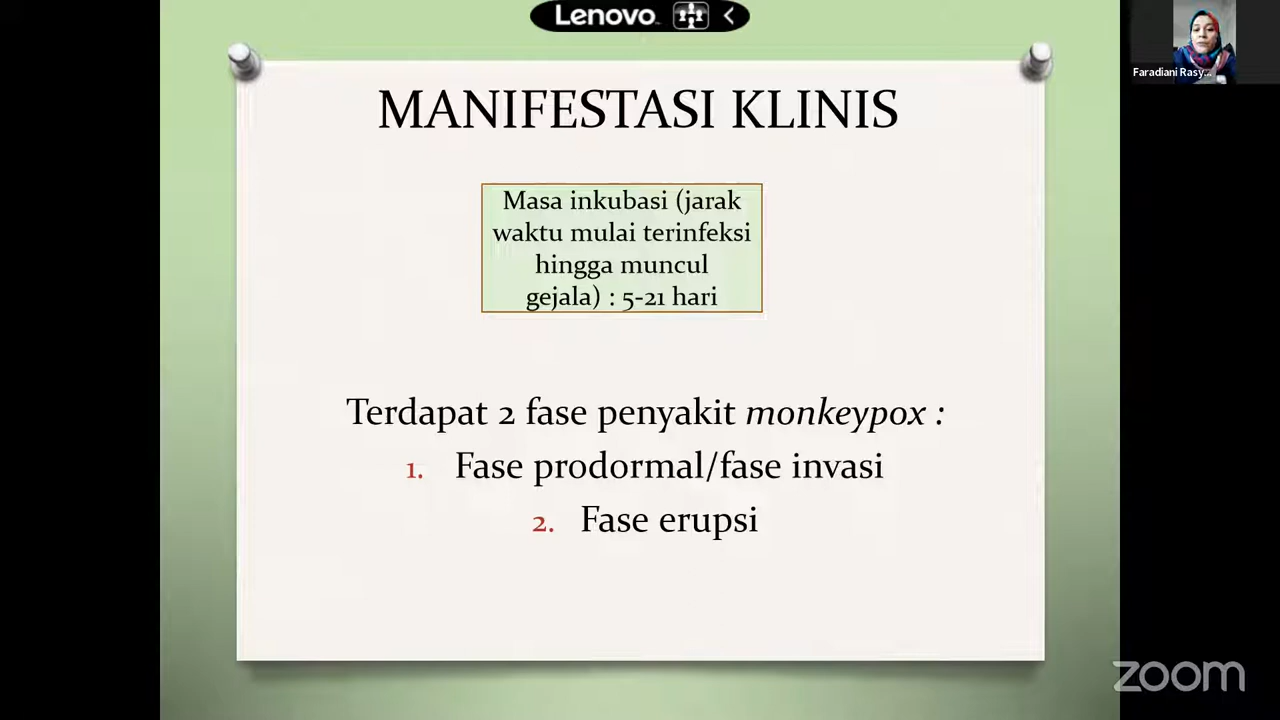 Lenovo
Faradiani Rasy...
MANIFESTASI KLINIS
Masa inkubasi (jarak
waktu mulai terinfeksi
hingga muncul
gejala) : 5-21 hari
Terdapat 2 fase penyakit monkeypox :
1. Fase prodormal/fase invasi
2. Fase erupsi
zoom